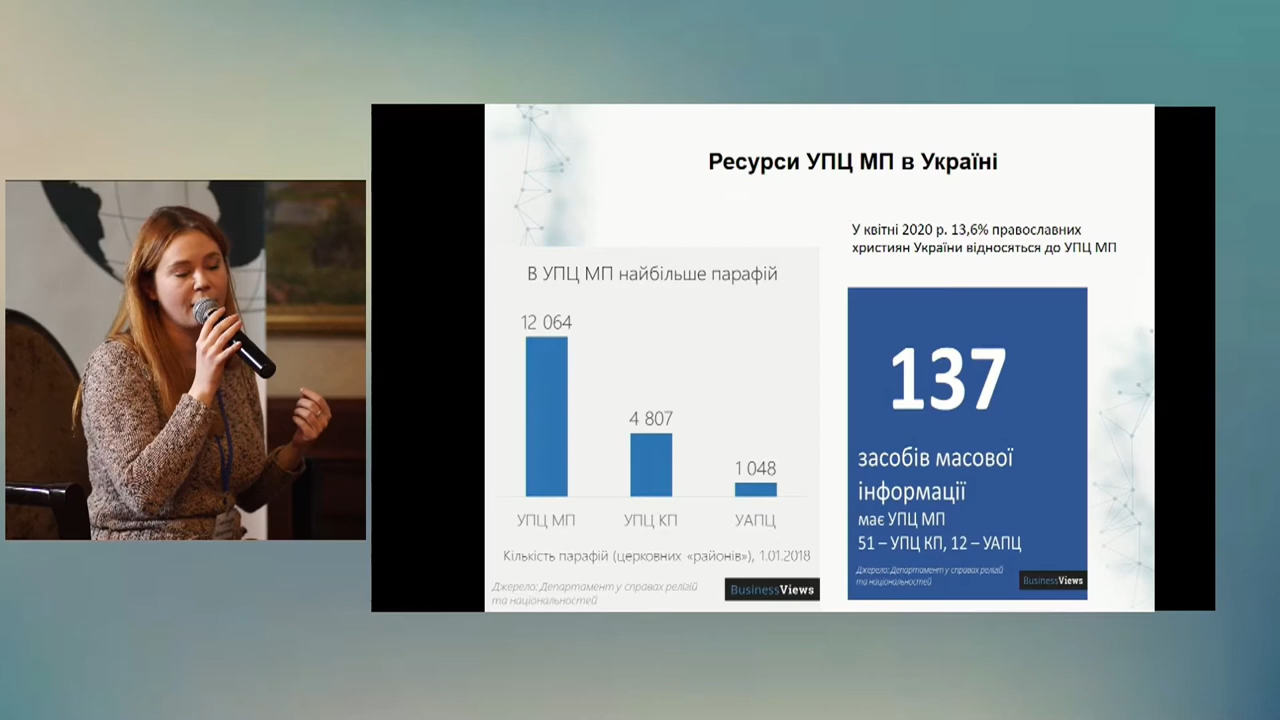 Ресурси УПЦ МП в Україні
У квітні 2020 р. 13,6% православних
християн України відносяться до УПЦ МП
В УПЦ МП найбільше парафій
12 064
4 807
1 048
УПЦ МП
УПЦ КП
УАПЦ
Кількість парафій (церковних «районів»), 1.01.2018
Джерело: Департамент у справах релігій
та національностей
BusinessViews
137
засобів масової
інформації
має УПЦ МП
51 – УПЦ КП, 12 – УАПЦ
Джерело: Департамент у справах релігій
та національностей
BusinessViews